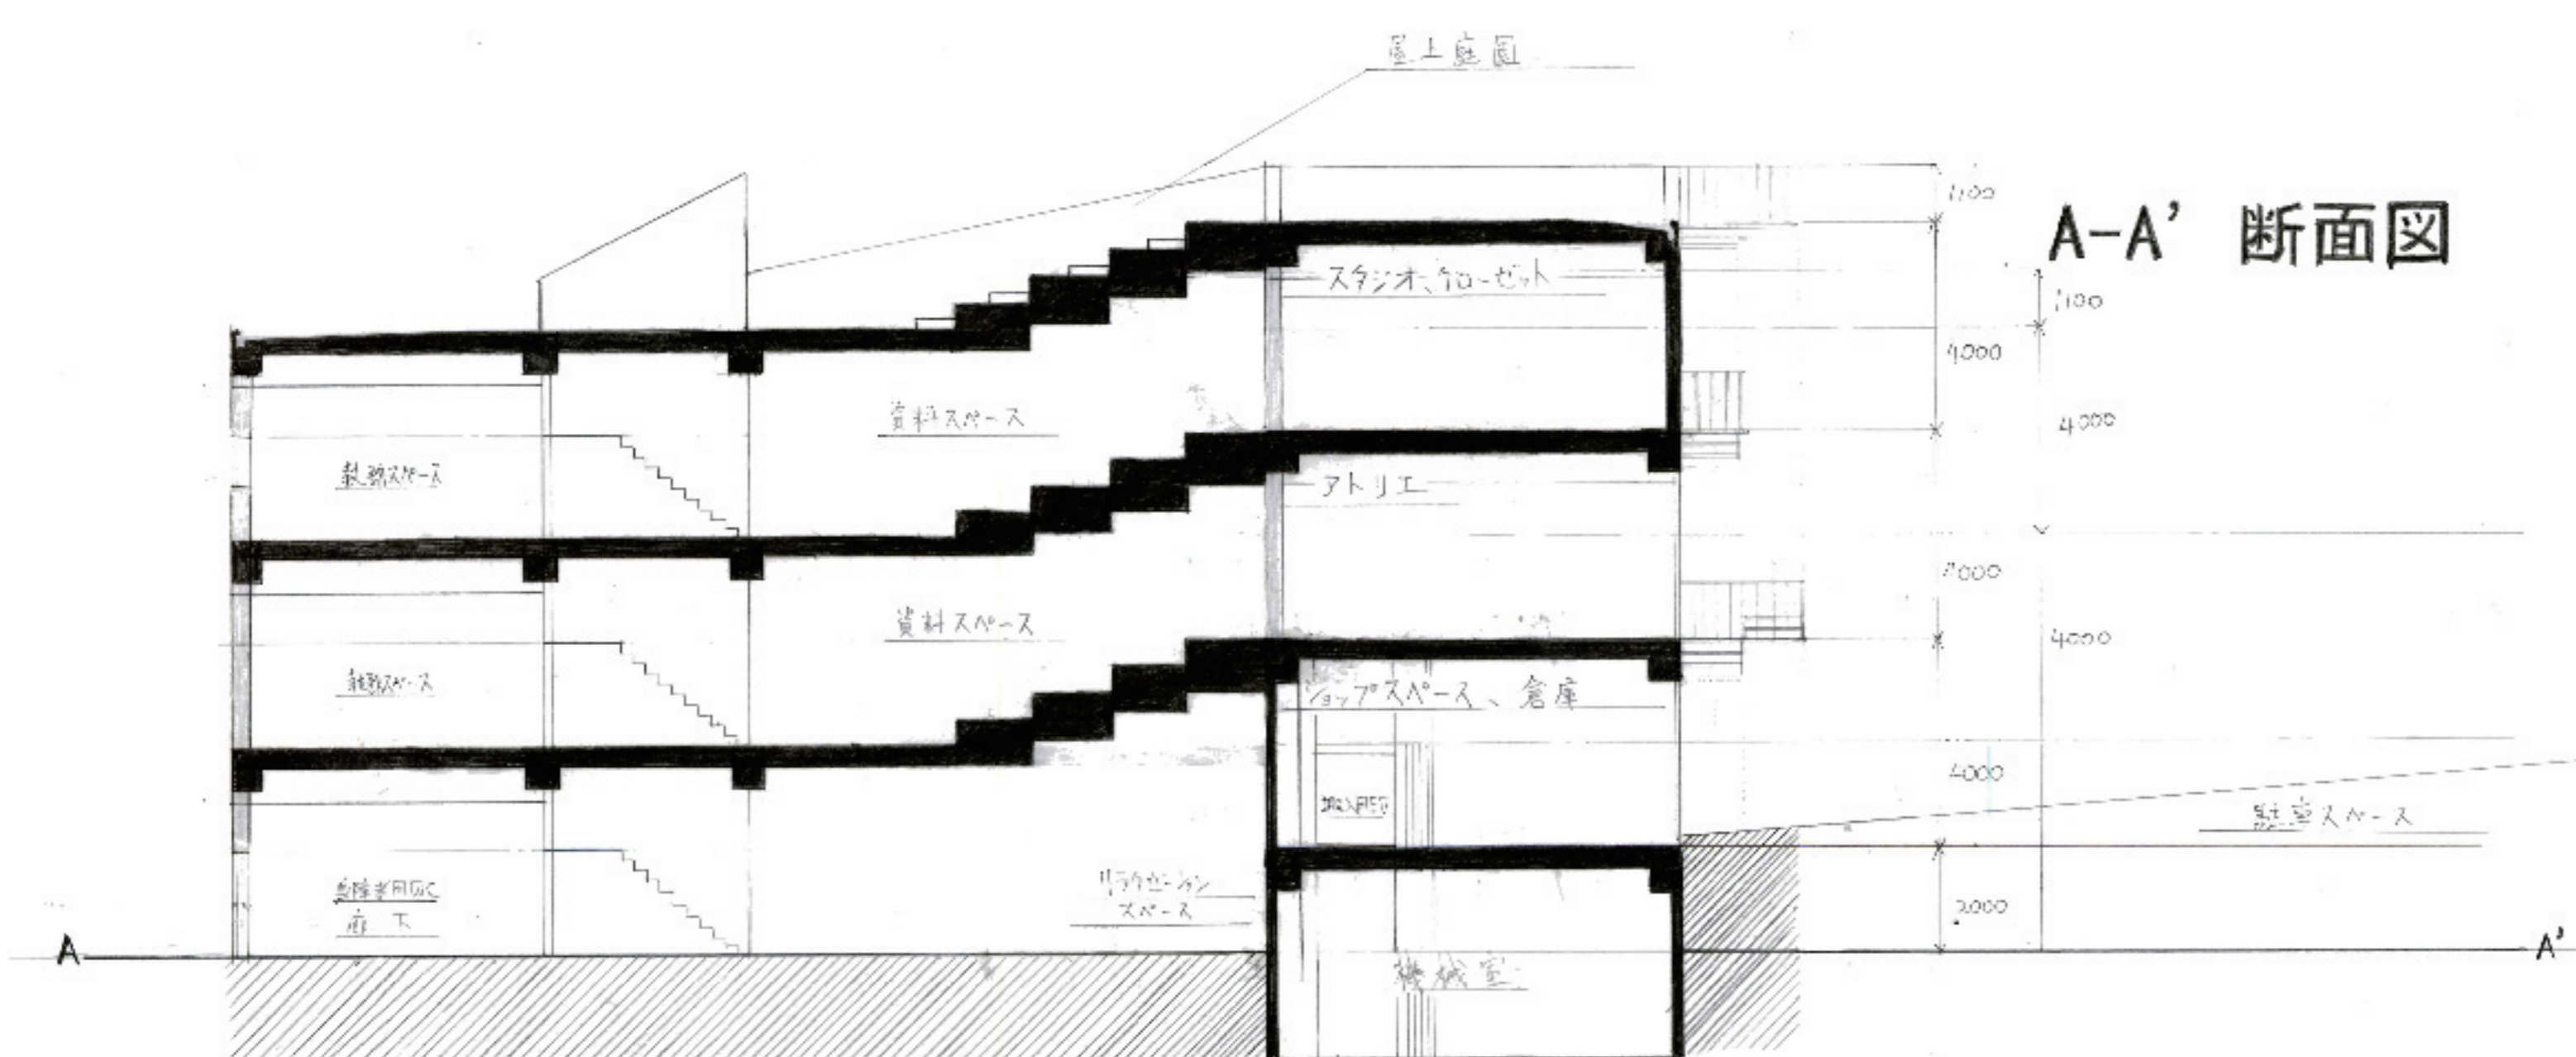 屋上庭園
1100
A-A' 断面図
スタジオ、クローゼット
1100
4000
資料スペース
4000
執務スペース
アトリエ
4000
資料スペース
4000
執務スペース
ショップスペース、倉庫
4000
駐車スペース
リラクゼーション
スペース
廊下
2000
A
A'
機械室